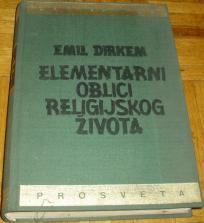 EMIL DIRKEM
ELEMENTARNI
OBLICI
RELIGIJSKOG
ŽIVOTA
PROSVETA